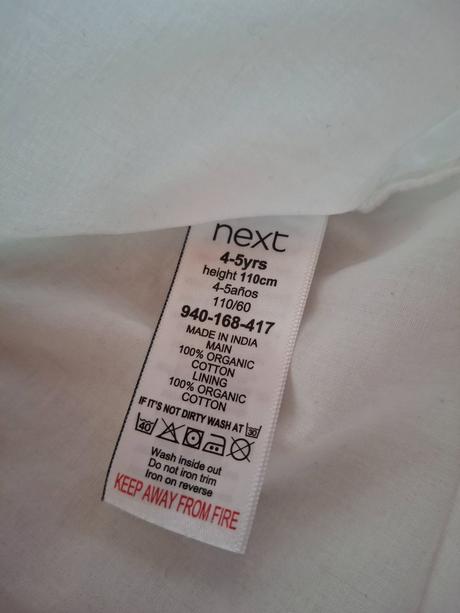 next
4-5yrs
height 110cm
4-5años
110/60
940-168-417
MADE IN INDIA
MAIN
100% ORGANIC
COTTON
LINING
100% ORGANIC
COTTON
IF IT'S NOT DIRTY WASH AT 30
40
Wash inside out
Do not iron trim
Iron on reverse
KEEP AWAY FROM FIRE